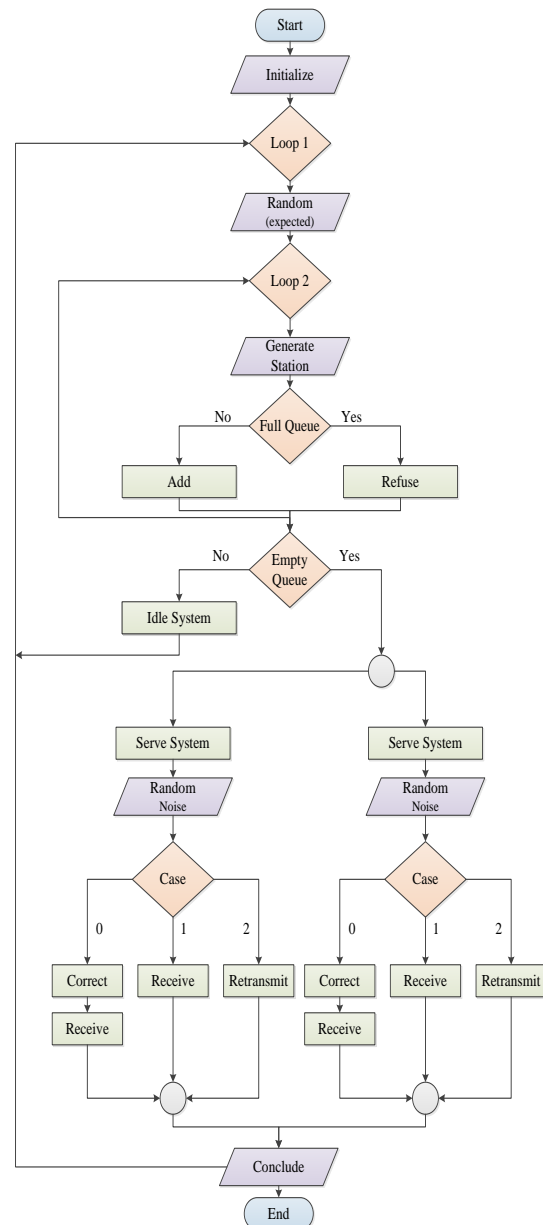 Start
Initialize
Loop 1
Random
(expected)
Loop 2
Generate
Station
No
Full Queue
Yes
Add
Refuse
No
Empty
Queue
Yes
Idle System
Serve System
Serve System
Random
Noise
Random
Noise
Case
Case
0
1
2
0
1
2
Correct
Receive
Retransmit
Correct
Receive
Retransmit
Receive
Receive
Conclude
End